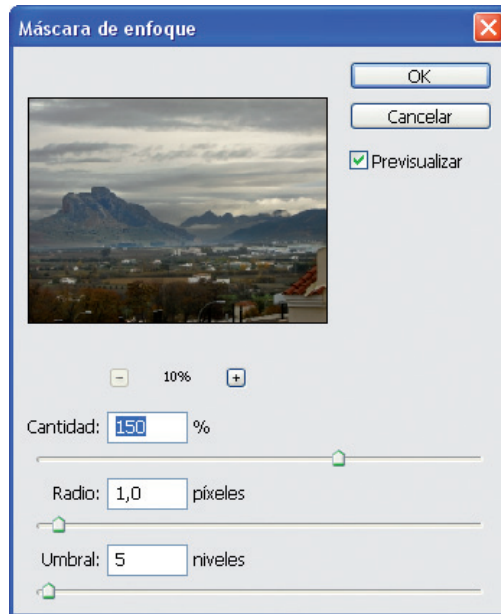 Máscara de enfoque
OK
Cancelar
Previsualizar
10%
Cantidad: 150 %
Radio: 1,0 píxeles
Umbral: 5 niveles